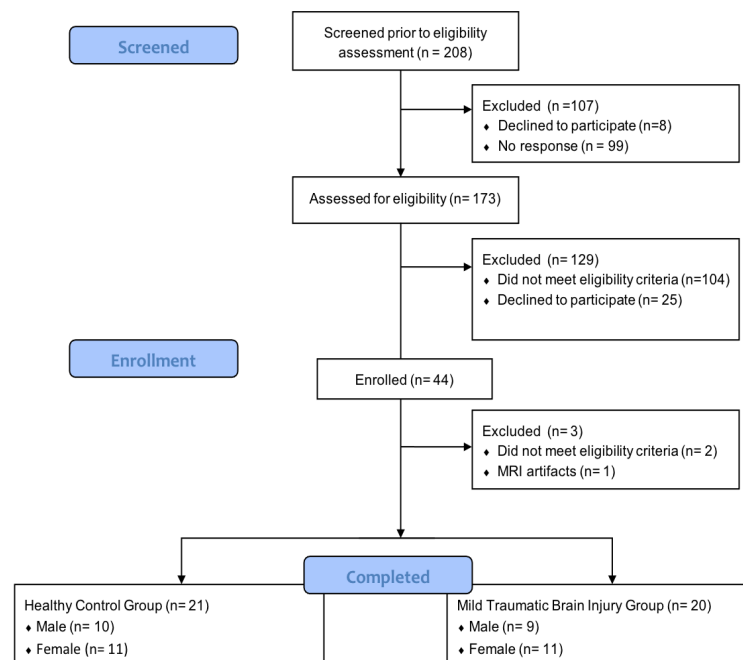 Screened
Screened prior to eligibility
assessment (n = 208)
Excluded (n =107)
♦ Declined to participate (n=8)
♦ No response (n = 99)
Assessed for eligibility (n= 173)
Excluded (n= 129)
♦ Did not meet eligibility criteria (n=104)
♦ Declined to participate (n= 25)
Enrollment
Enrolled (n= 44)
Excluded (n= 3)
♦ Did not meet eligibility criteria (n= 2)
♦ MRI artifacts (n= 1)
Completed
Healthy Control Group (n= 21)
♦ Male (n= 10)
♦ Female (n= 11)
Mild Traumatic Brain Injury Group (n= 20)
♦ Male (n= 9)
♦ Female (n= 11)